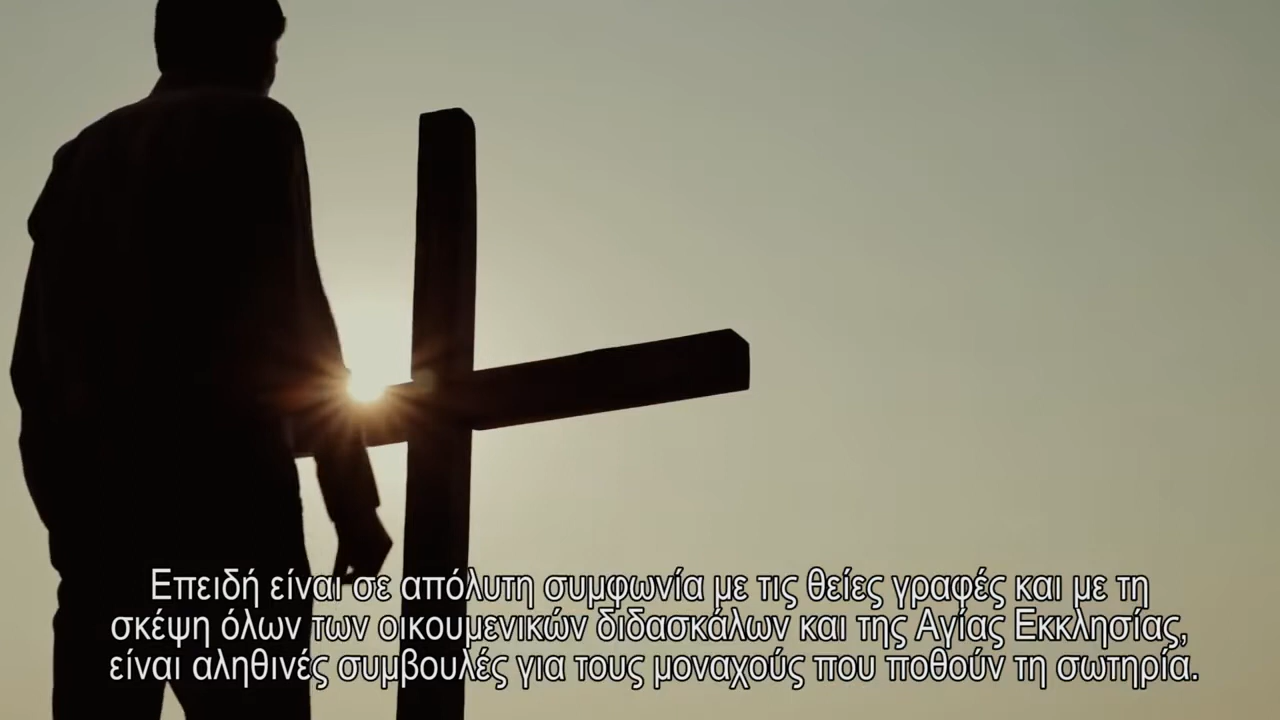 Επειδή είναι σε απόλυτη συμφωνία με τις θείες γραφές και με τη
σκέψη όλων των οικουμενικών διδασκάλων και της Αγίας Εκκλησίας,
είναι αληθινές συμβουλές για τους μοναχούς που ποθούν τη σωτηρία.